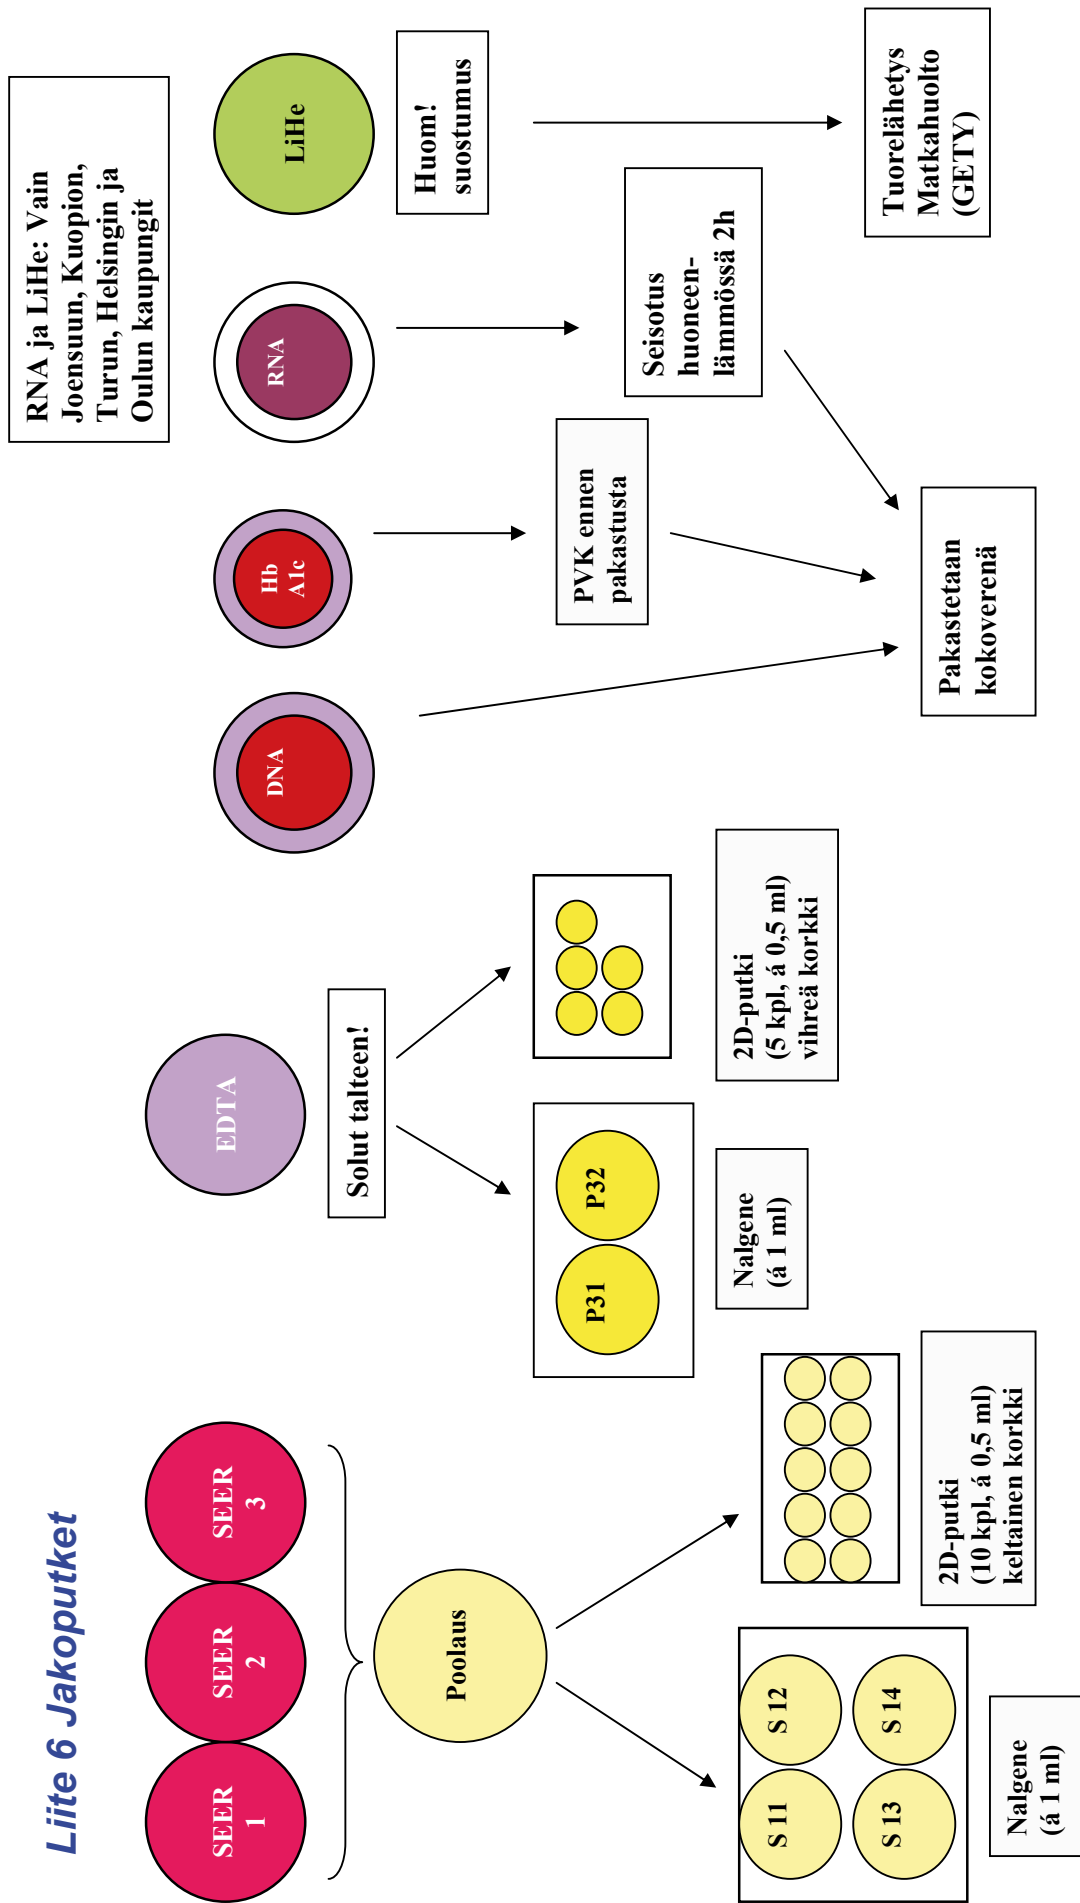 Liite 6 Jakoputket
SEER
1
SEER
2
SEER
3
Poolaus
S 11
S 12
S 13
S 14
Nalgene
(á 1 ml)
2D-putki
(10 kpl, á 0,5 ml)
keltainen korkki
EDTA
Solut talteen!
P31
P32
Nalgene
(á 1 ml)
2D-putki
(5 kpl, á 0,5 ml)
vihreä korkki
RNA ja LiHe: Vain
Joensuun, Kuopion,
Turun, Helsingin ja
Oulun kaupungit
DNA
Hb
A1c
RNA
LiHe
Huom!
suostumus
PVK ennen
pakastusta
Seisotus
huoneen-
lämmössä 2h
Pakastetaan
kokoverenä
Tuorelähetys
Matkahuolto
(GETY)